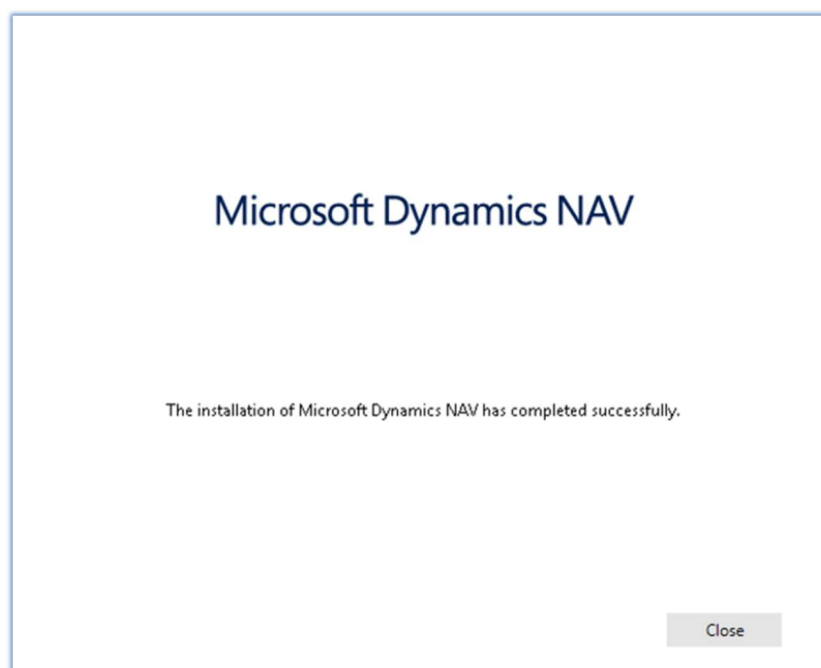 Microsoft Dynamics NAV
The installation of Microsoft Dynamics NAV has completed successfully.
Close